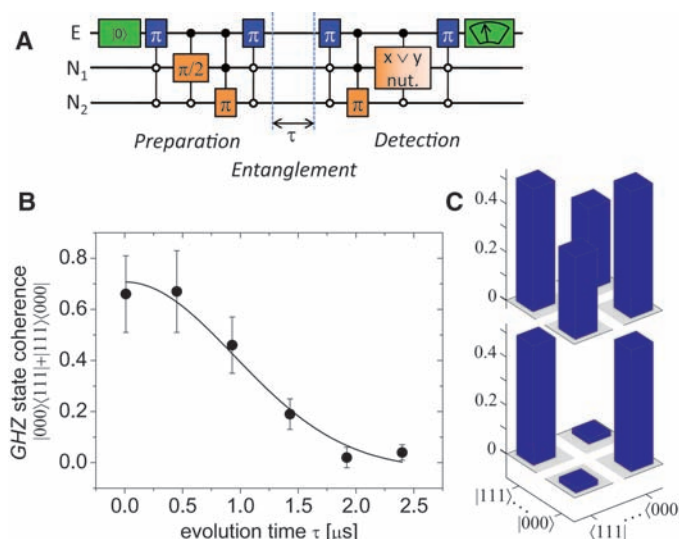 A
E |0⟩ π π π π
N₁ π/2 x ∨ y
nut.
N₂ π π
τ
Preparation Detection
Entanglement
B
GHZ state coherence
|000⟩⟨111|+|111⟩⟨000|
0.8
0.6
0.4
0.2
0.0
0.0 0.5 1.0 1.5 2.0 2.5
evolution time τ [μs]
C
0.4
0.2
0
0.4
0.2
0
|111⟩ ... |000⟩
⟨111| ... ⟨000|